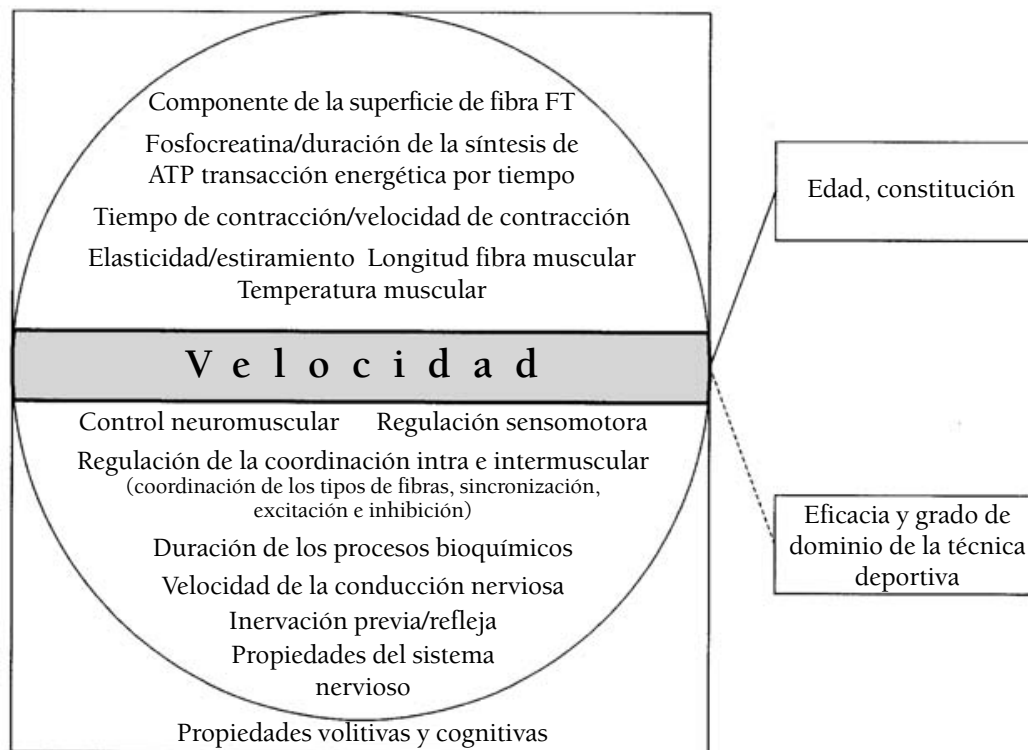 Componente de la superficie de fibra FT
Fosfocreatina/duración de la síntesis de
ATP transacción energética por tiempo
Tiempo de contracción/velocidad de contracción
Elasticidad/estiramiento Longitud fibra muscular
Temperatura muscular
Velocidad
Control neuromuscular Regulación sensomotora
Regulación de la coordinación intra e intermuscular
(coordinación de los tipos de fibras, sincronización,
excitación e inhibición)
Duración de los procesos bioquímicos
Velocidad de la conducción nerviosa
Inervación previa/refleja
Propiedades del sistema
nervioso
Propiedades volitivas y cognitivas
Edad, constitución
Eficacia y grado de
dominio de la técnica
deportiva